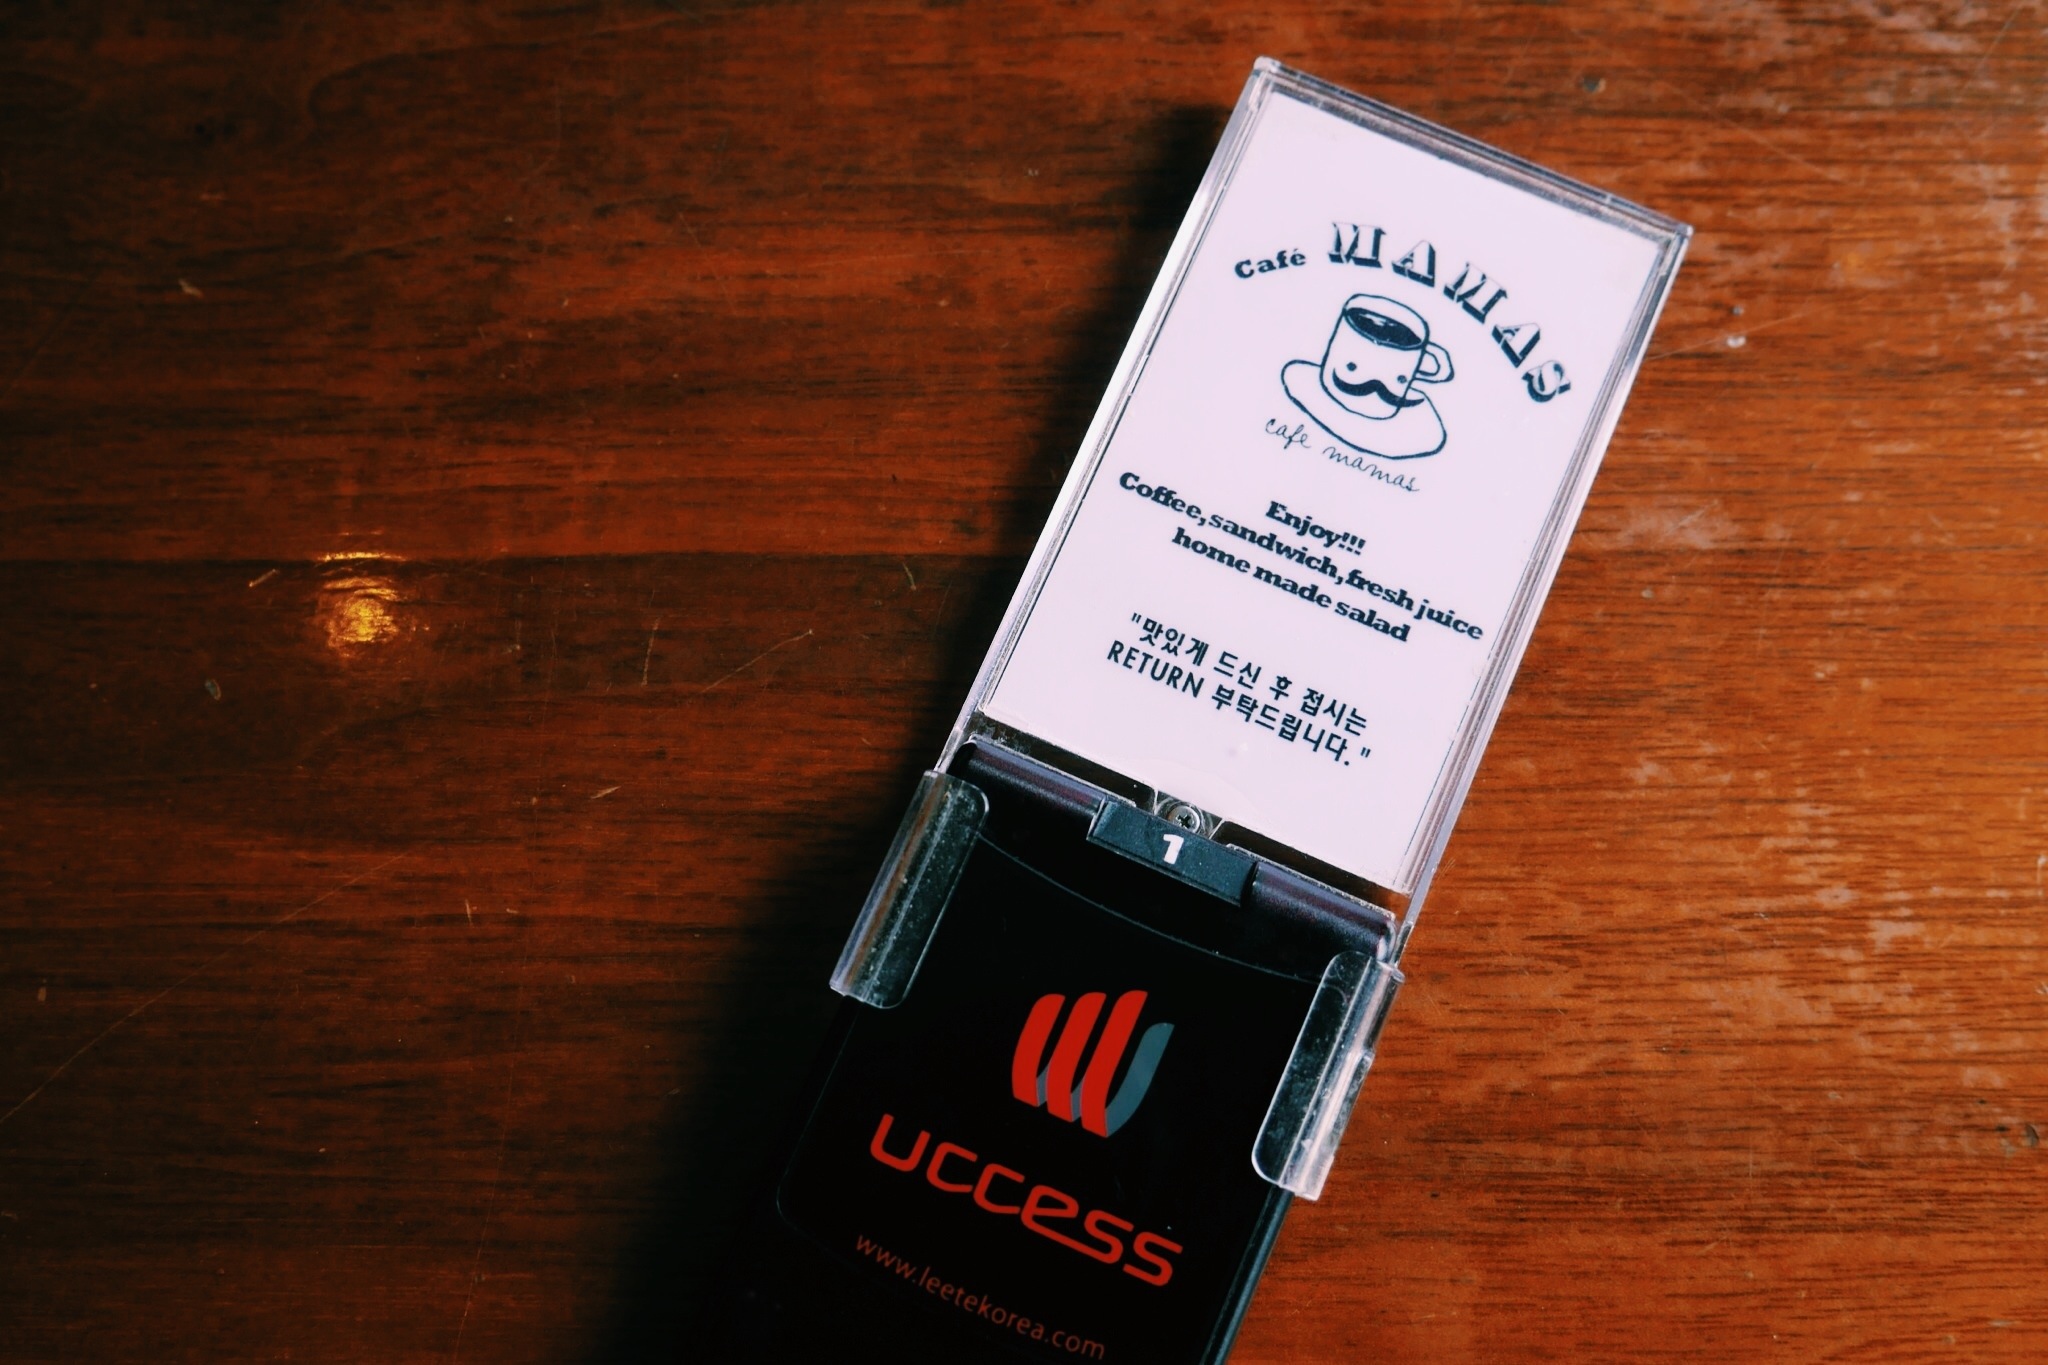 Café MAMAS
cafe mamas
Enjoy!!!
Coffee,sandwich,fresh juice
home made salad
"맛있게 드신 후 접시는
RETURN 부탁드립니다."
1
uccess
www.leetekorea.com